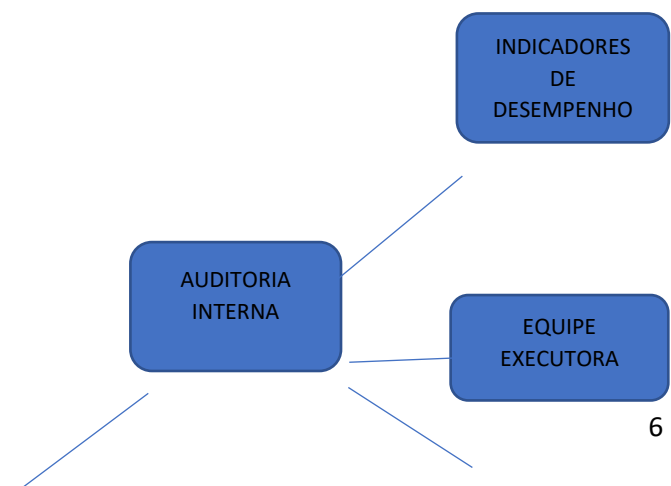 INDICADORES
DE
DESEMPENHO
AUDITORIA
INTERNA
EQUIPE
EXECUTORA
6